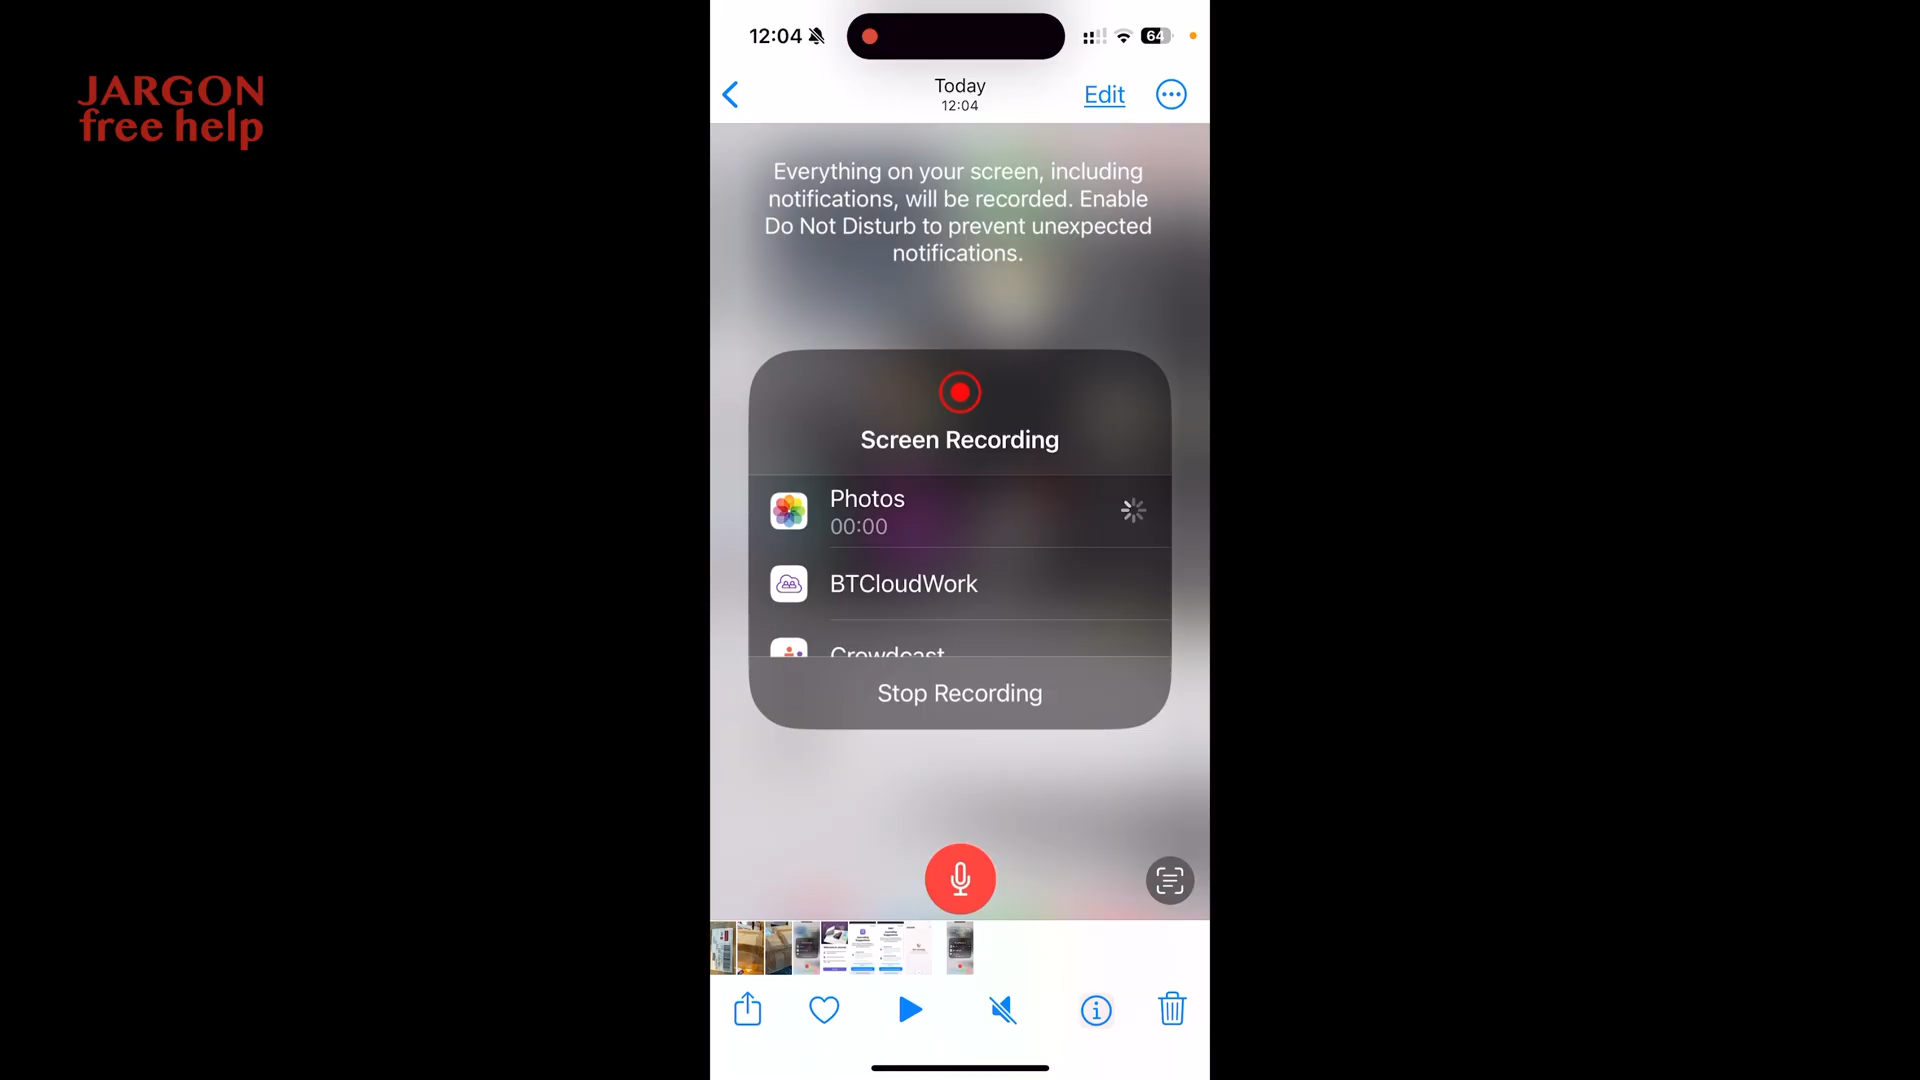 JARGON
free help
12:04
64
Today
12:04
Edit
Everything on your screen, including
notifications, will be recorded. Enable
Do Not Disturb to prevent unexpected
notifications.
Screen Recording
Photos
00:00
BTCloudWork
Crowdcast
Stop Recording